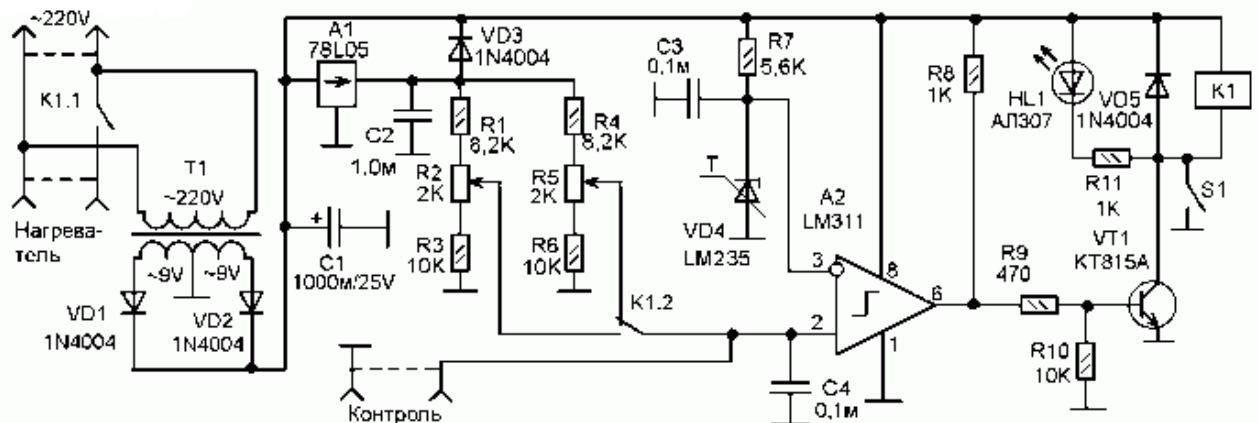 ~220V
K1.1
T1
~220V
Нагрева-
тель
~9V
~9V
VD1
1N4004
VD2
1N4004
A1
78L05
VD3
1N4004
+
C1
1000м/25V
C2
1,0м
R1
8,2K
R2
2K
R3
10K
R4
8,2K
R5
2K
R6
10K
K1.2
Контроль
C3
0,1м
R7
5,6K
T
VD4
LM235
A2
LM311
3
2
8
6
1
C4
0,1м
R8
1K
R9
470
R10
10K
HL1
АЛ307
VO5
1N4004
R11
1K
K1
S1
VT1
КТ815А